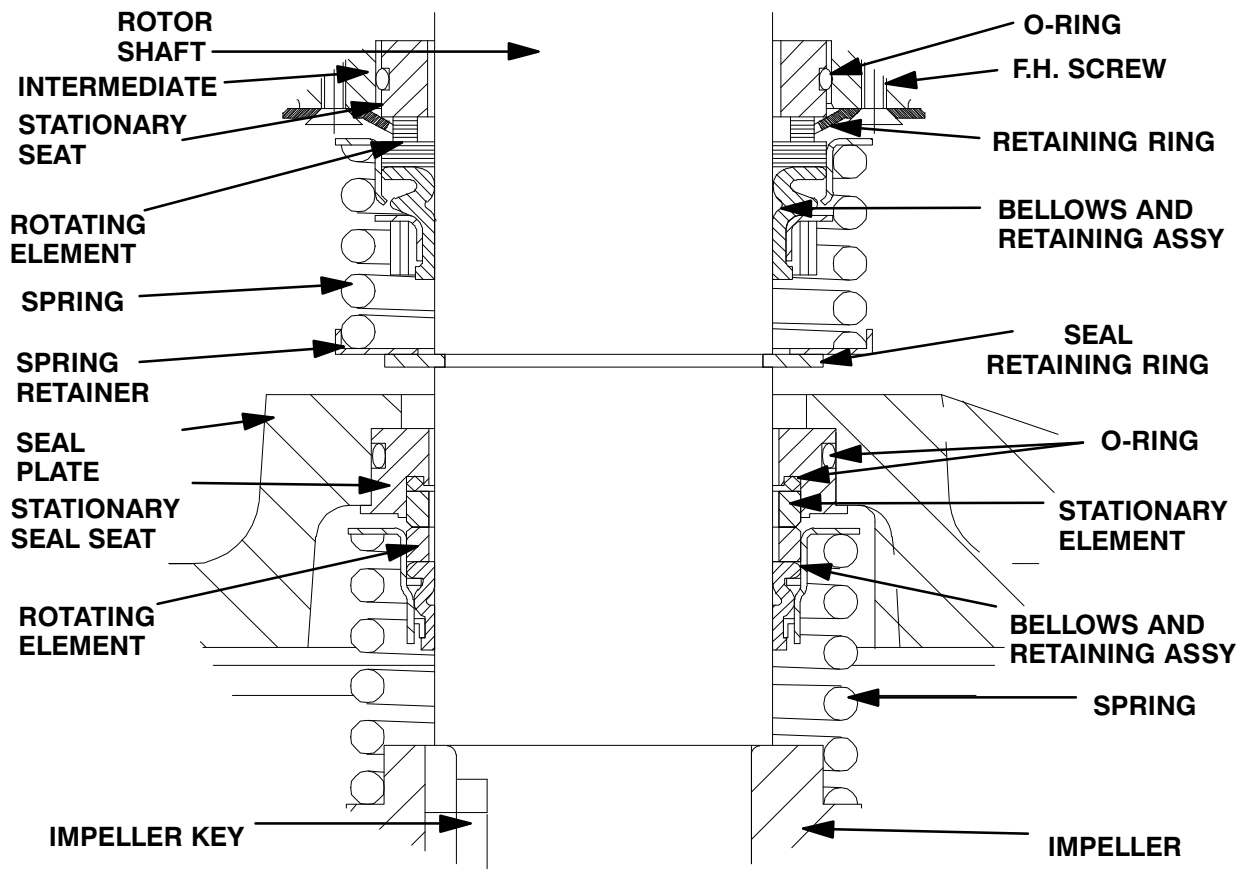 ROTOR
SHAFT
INTERMEDIATE
STATIONARY
SEAT
ROTATING
ELEMENT
SPRING
SPRING
RETAINER
SEAL
PLATE
STATIONARY
SEAL SEAT
ROTATING
ELEMENT
IMPELLER KEY
O-RING
F.H. SCREW
RETAINING RING
BELLOWS AND
RETAINING ASSY
SEAL
RETAINING RING
O-RING
STATIONARY
ELEMENT
BELLOWS AND
RETAINING ASSY
SPRING
IMPELLER